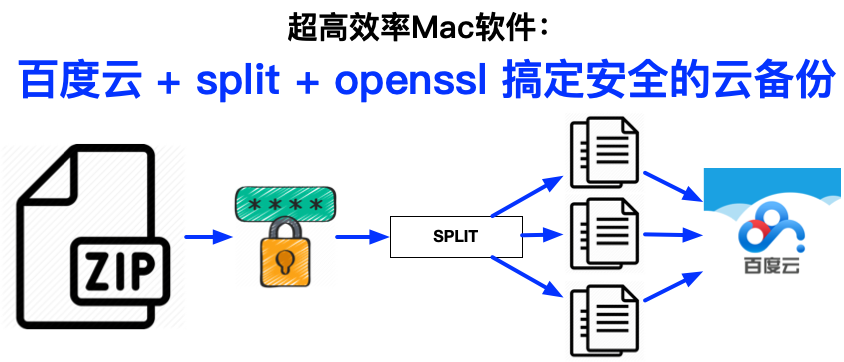 超高效率Mac软件：
百度云 + split + openssl 搞定安全的云备份
ZIP
****
SPLIT
百度云